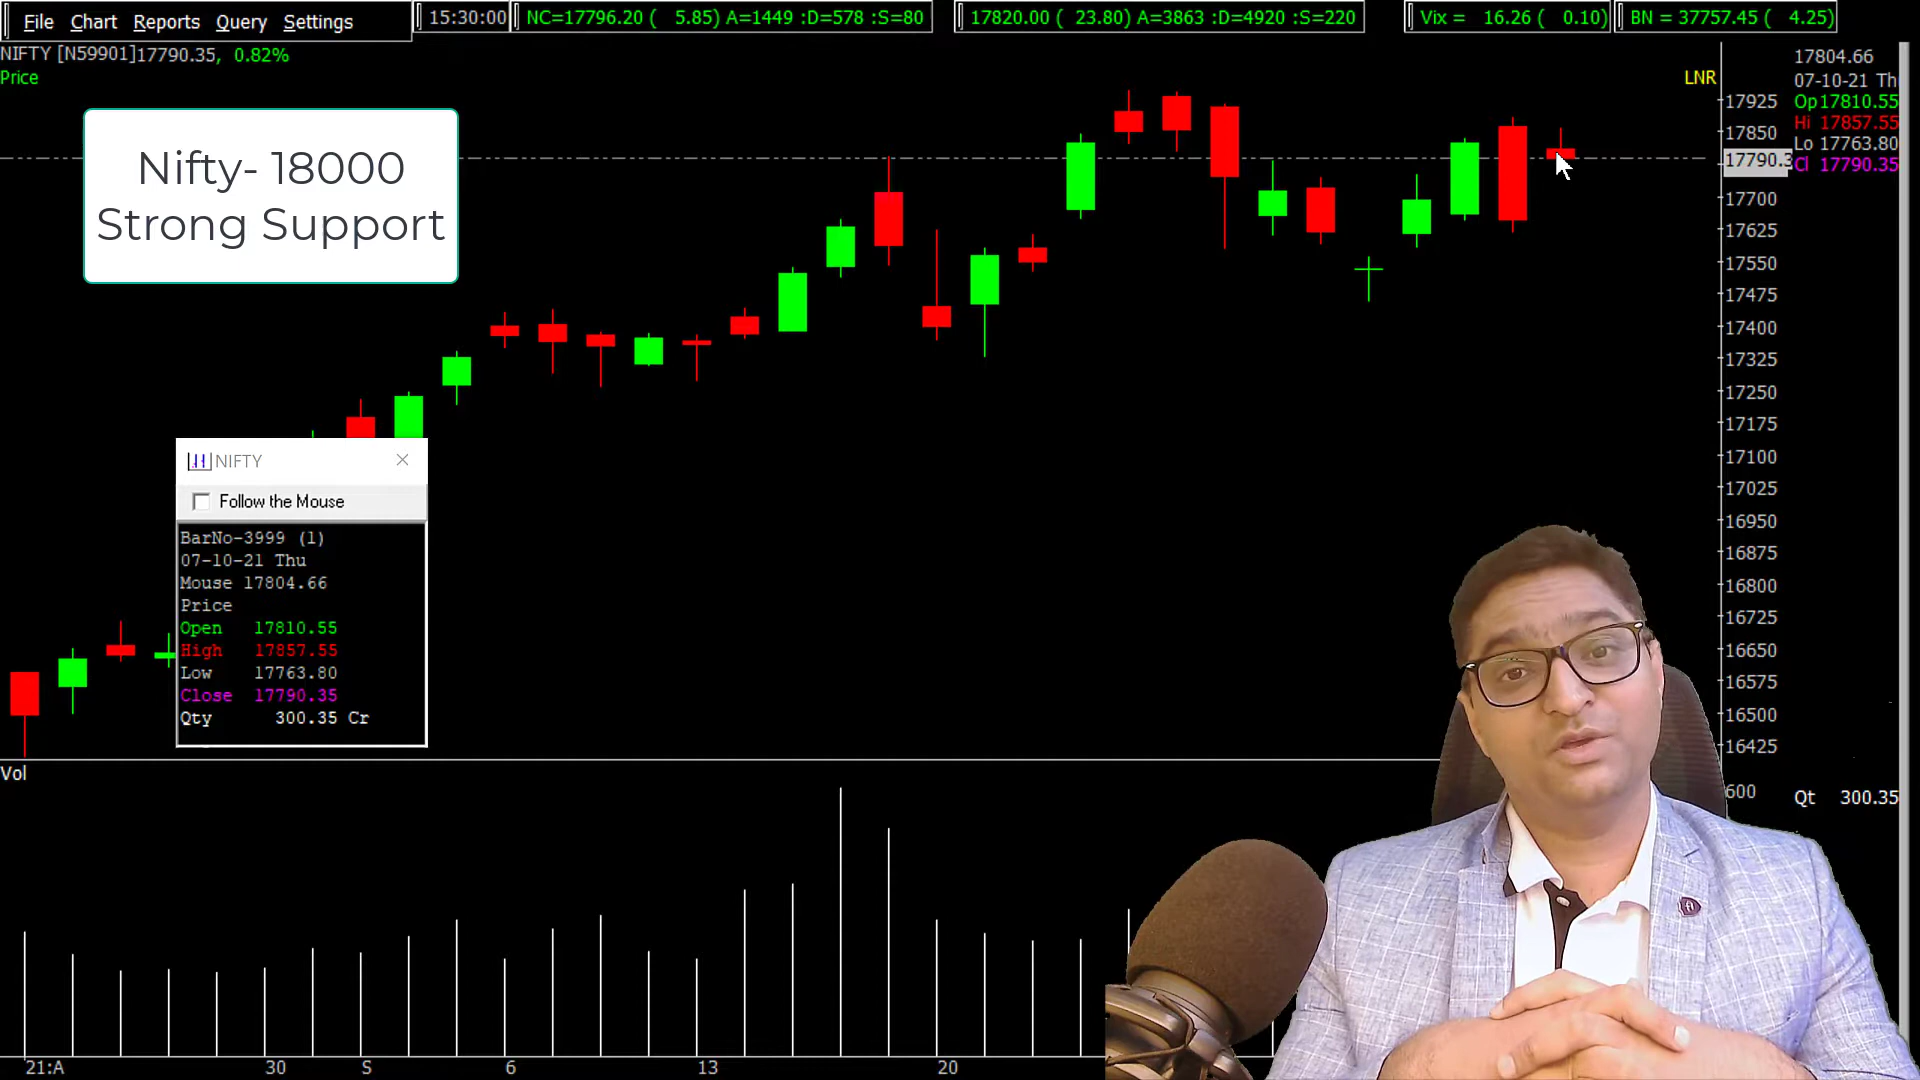 File Chart Reports Query Settings
15:30:00
NC=17796.20 ( 5.85) A=1449 :D=578 :S=80
17820.00 ( 23.80) A=3863 :D=4920 :S=220
Vix = 16.26 ( 0.10)
BN = 37757.45 ( 4.25)
NIFTY [N59901]17790.35, 0.82%
Price
LNR
17804.66
07-10-21 Th
Op17810.55
Hi 17857.55
Lo 17763.80
Cl 17790.35
Nifty- 18000
Strong Support
17925
17850
17790.3
17700
17625
17550
17475
17400
17325
17250
17175
17100
17025
16950
16875
16800
16725
16650
16575
16500
16425
NIFTY
Follow the Mouse
BarNo-3999 (1)
07-10-21 Thu
Mouse 17804.66
Price
Open 17810.55
High 17857.55
Low 17763.80
Close 17790.35
Qty 300.35 Cr
Vol
600
Qt 300.35
21:A 30 S 6 13 20